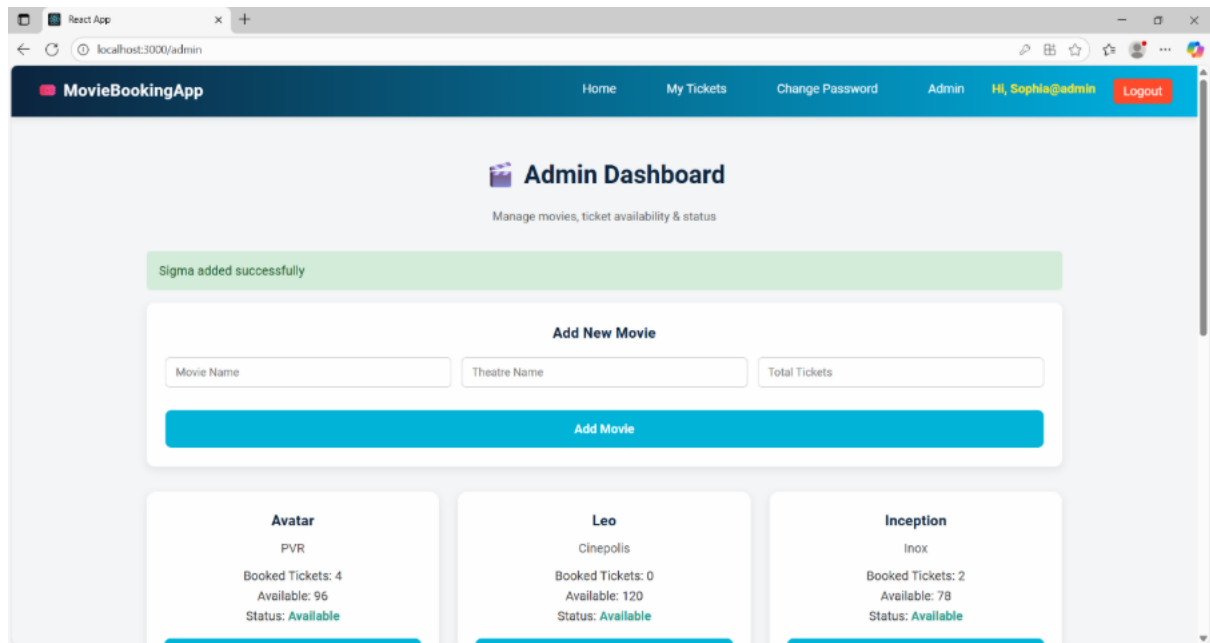 React App
localhost:3000/admin
MovieBookingApp
Home My Tickets Change Password Admin Hi, Sophia@admin Logout
Admin Dashboard
Manage movies, ticket availability & status
Sigma added successfully
Add New Movie
Movie Name Theatre Name Total Tickets
Add Movie
Avatar
PVR
Booked Tickets: 4
Available: 96
Status: Available
Leo
Cinepolis
Booked Tickets: 0
Available: 120
Status: Available
Inception
Inox
Booked Tickets: 2
Available: 78
Status: Available